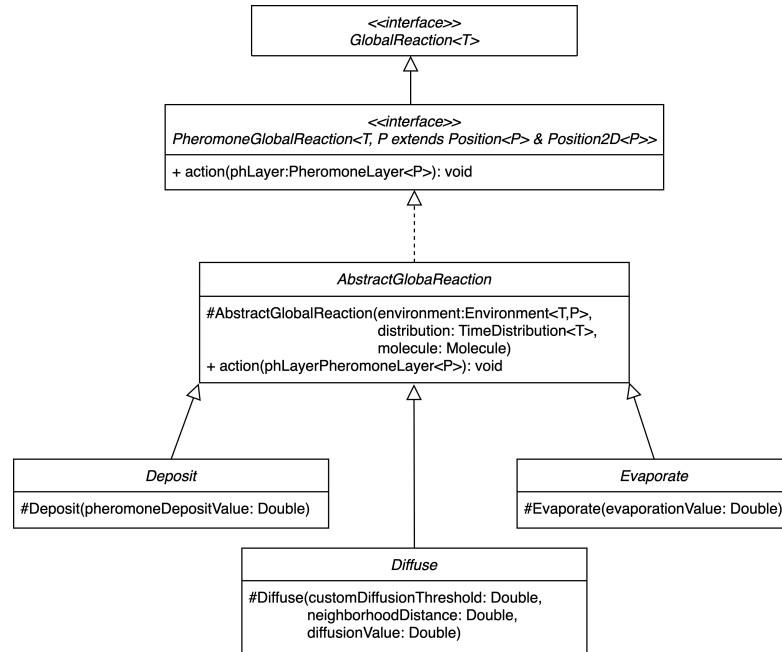 <<interface>>
GlobalReaction<T>
<<interface>>
PheromoneGlobalReaction<T, P extends Position<P> & Position2D<P>>
+ action(phLayer:PheromoneLayer<P>): void
AbstractGlobaReaction
#AbstractGlobalReaction(environment:Environment<T,P>,
distribution: TimeDistribution<T>,
molecule: Molecule)
+ action(phLayerPheromoneLayer<P>): void
Deposit
#Deposit(pheromoneDepositValue: Double)
Evaporate
#Evaporate(evaporationValue: Double)
Diffuse
#Diffuse(customDiffusionThreshold: Double,
neighborhoodDistance: Double,
diffusionValue: Double)